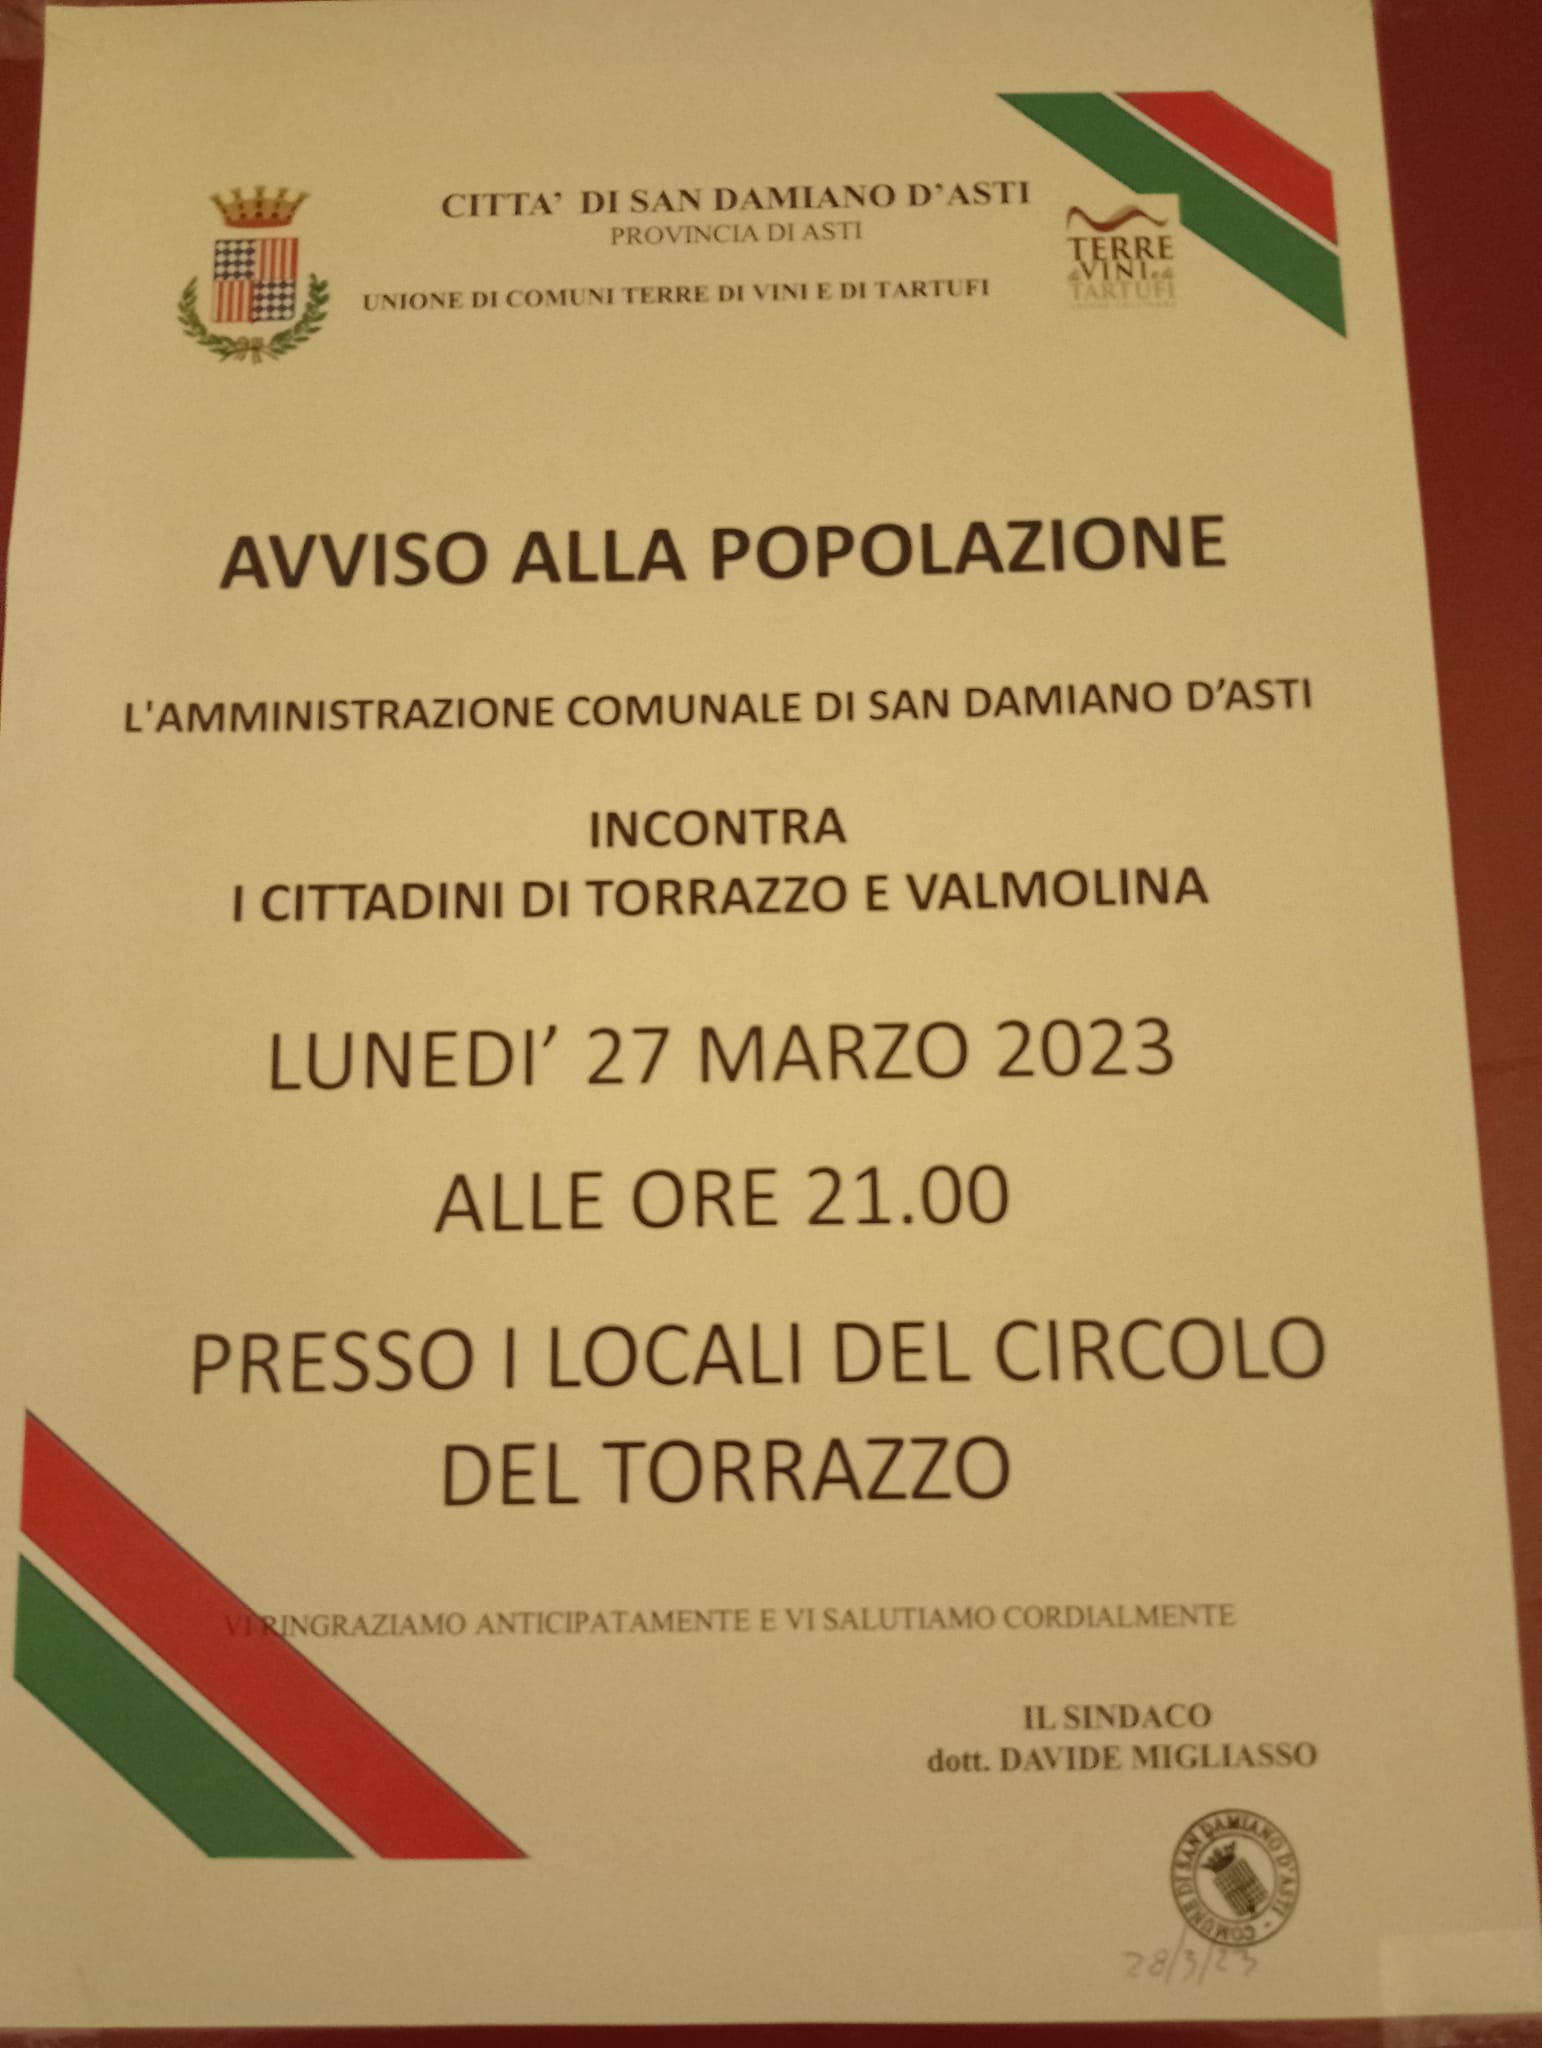 CITTA' DI SAN DAMIANO D'ASTI
PROVINCIA DI ASTI
UNIONE DI COMUNI TERRE DI VINI E DI TARTUFI
TERRE
di VINI e di
TARTUFI
AVVISO ALLA POPOLAZIONE
L'AMMINISTRAZIONE COMUNALE DI SAN DAMIANO D'ASTI
INCONTRA
I CITTADINI DI TORRAZZO E VALMOLINA
LUNEDI' 27 MARZO 2023
ALLE ORE 21.00
PRESSO I LOCALI DEL CIRCOLO
DEL TORRAZZO
VI RINGRAZIAMO ANTICIPATAMENTE E VI SALUTIAMO CORDIALMENTE
IL SINDACO
dott. DAVIDE MIGLIASSO
COMUNE DI SAN DAMIANO D'ASTI -
28/3/23